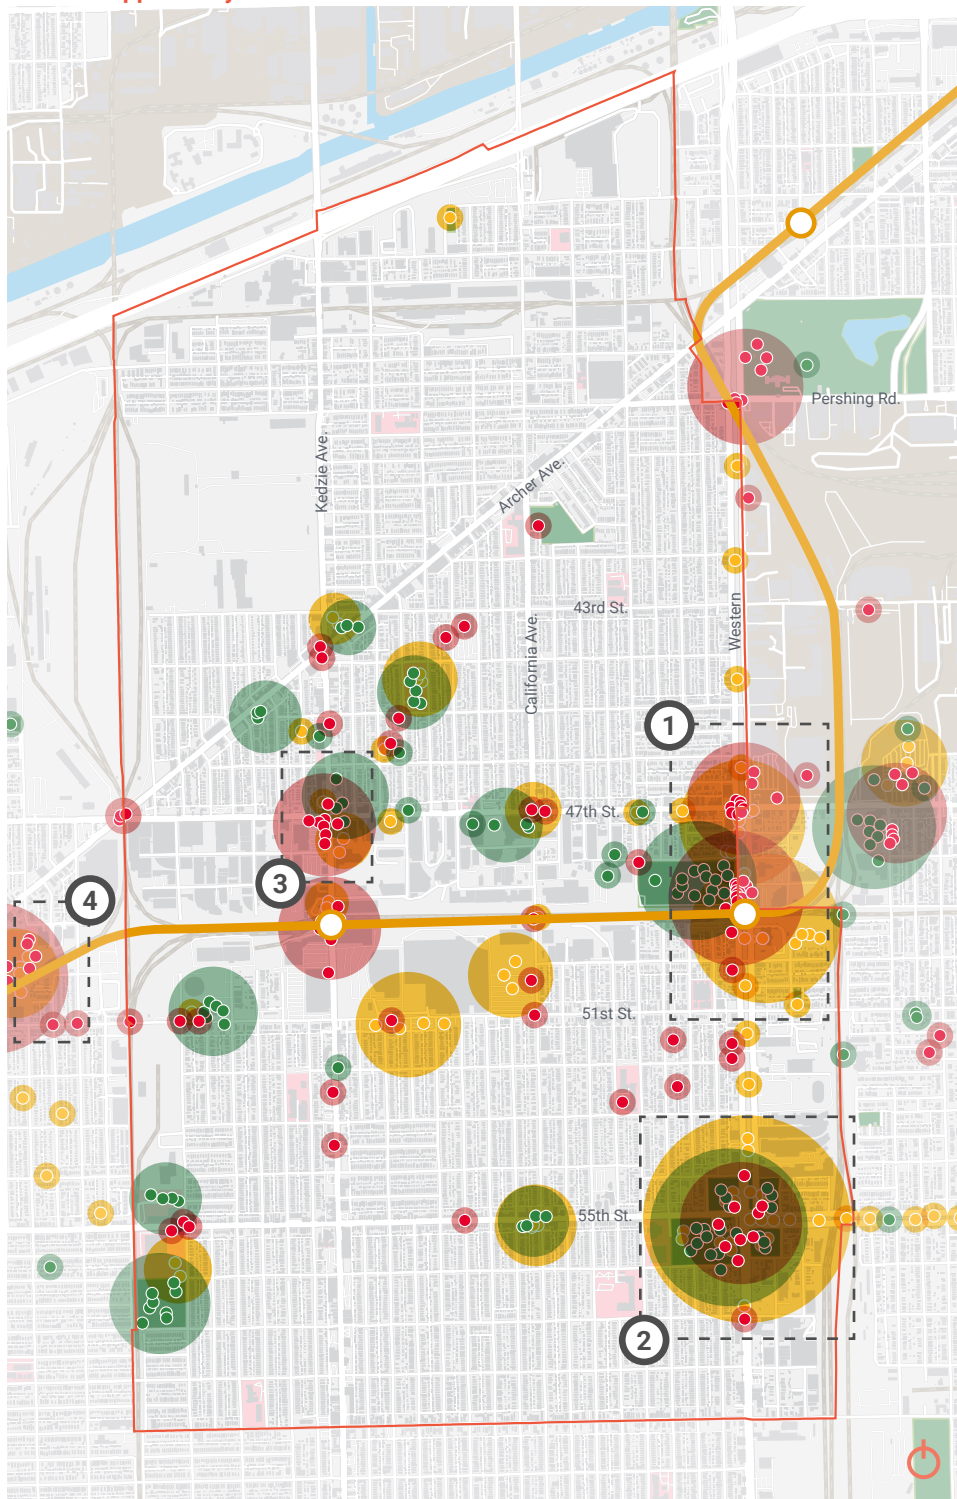 Pershing Rd.
Kedzie Ave.
Archer Ave.
43rd St.
Western
California Ave.
1
47th St.
3
4
51st St.
55th St.
2